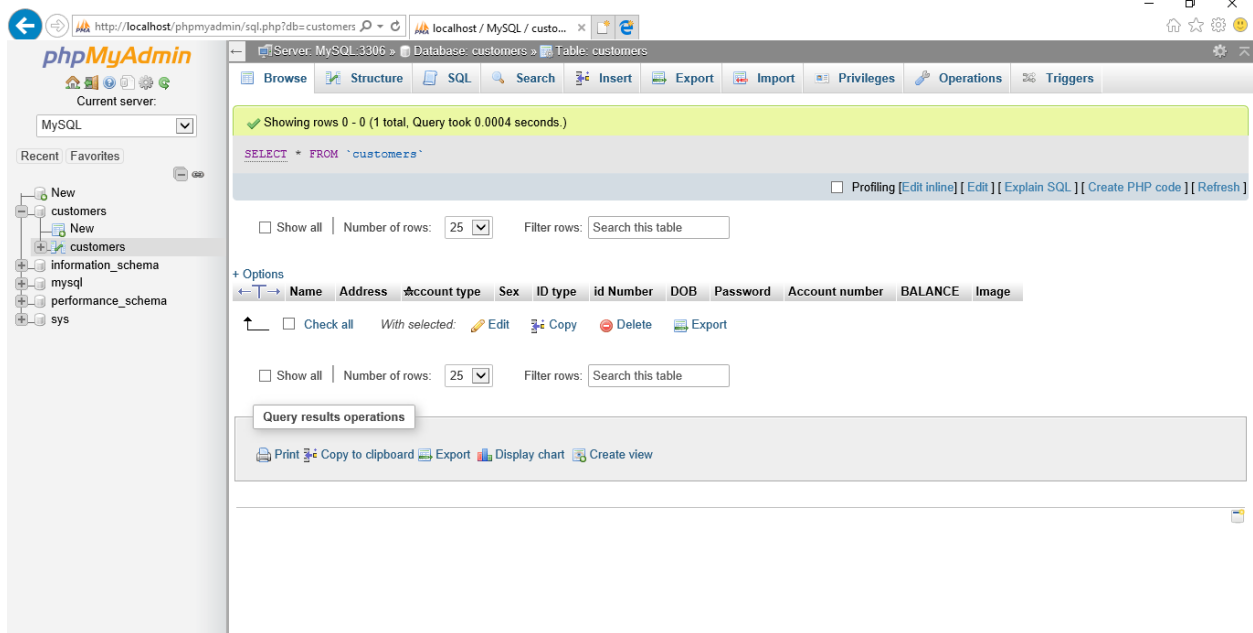 http://localhost/phpmyadmin/sql.php?db=customers
localhost / MySQL / custo...
phpMyAdmin
Current server:
MySQL
Recent Favorites
New
customers
New
customers
information_schema
mysql
performance_schema
sys
Server: MySQL:3306 » Database: customers » Table: customers
Browse Structure SQL Search Insert Export Import Privileges Operations Triggers
Showing rows 0 - 0 (1 total, Query took 0.0004 seconds.)
SELECT * FROM `customers`
Profiling [Edit inline] [ Edit ] [ Explain SQL ] [ Create PHP code ] [ Refresh ]
Show all Number of rows: 25 Filter rows: Search this table
+ Options
←T→ Name Address Account type Sex ID type id Number DOB Password Account number BALANCE Image
Check all With selected: Edit Copy Delete Export
Show all Number of rows: 25 Filter rows: Search this table
Query results operations
Print Copy to clipboard Export Display chart Create view